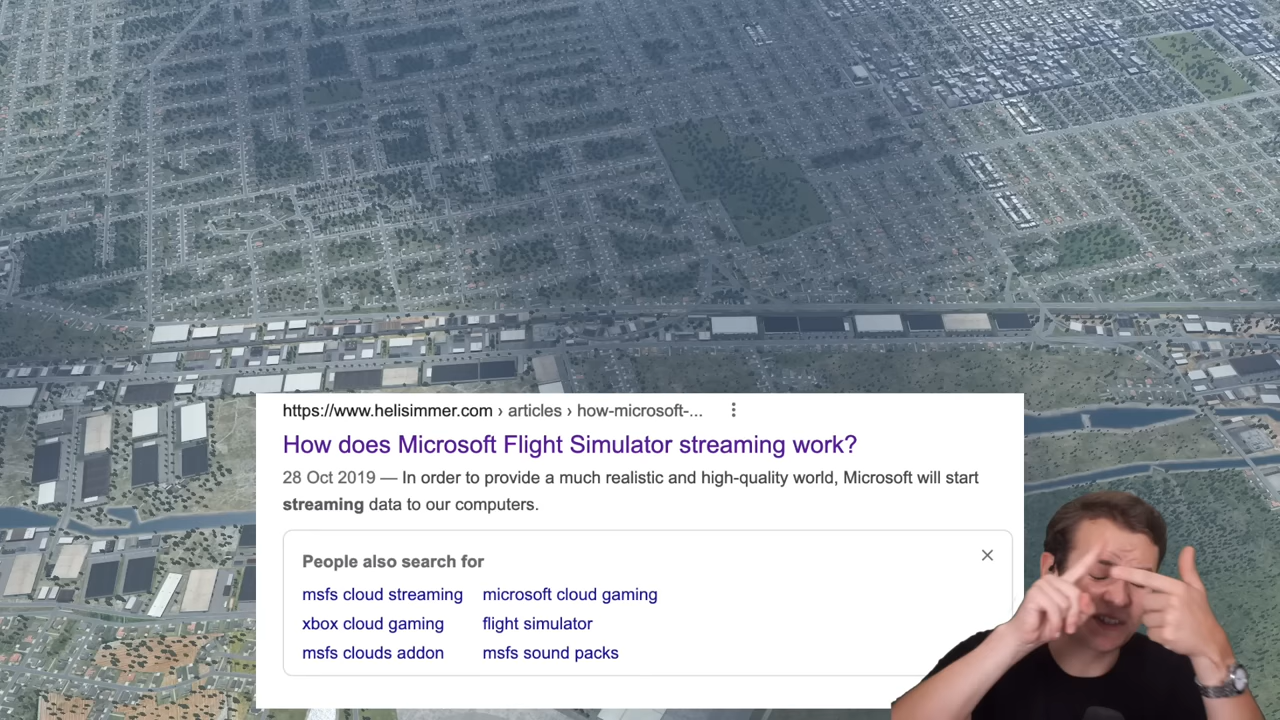 https://www.helisimmer.com › articles › how-microsoft-...
How does Microsoft Flight Simulator streaming work?
28 Oct 2019 — In order to provide a much realistic and high-quality world, Microsoft will start
streaming data to our computers.
People also search for
msfs cloud streaming microsoft cloud gaming
xbox cloud gaming flight simulator
msfs clouds addon msfs sound packs